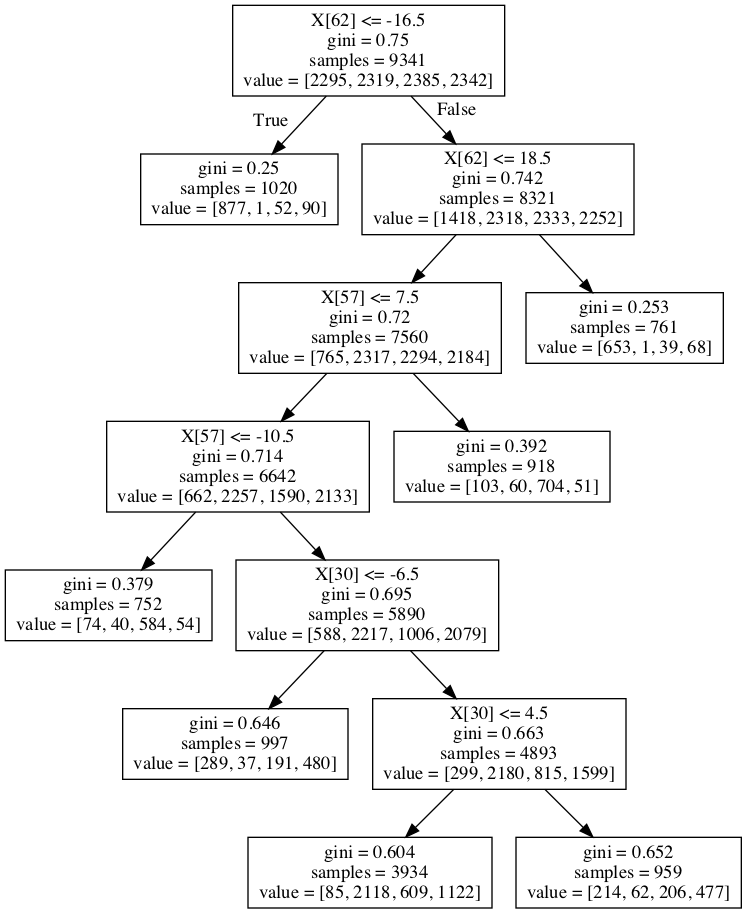 X[62] <= -16.5
gini = 0.75
samples = 9341
value = [2295, 2319, 2385, 2342]
True
False
gini = 0.25
samples = 1020
value = [877, 1, 52, 90]
X[62] <= 18.5
gini = 0.742
samples = 8321
value = [1418, 2318, 2333, 2252]
X[57] <= 7.5
gini = 0.72
samples = 7560
value = [765, 2317, 2294, 2184]
gini = 0.253
samples = 761
value = [653, 1, 39, 68]
X[57] <= -10.5
gini = 0.714
samples = 6642
value = [662, 2257, 1590, 2133]
gini = 0.392
samples = 918
value = [103, 60, 704, 51]
gini = 0.379
samples = 752
value = [74, 40, 584, 54]
X[30] <= -6.5
gini = 0.695
samples = 5890
value = [588, 2217, 1006, 2079]
gini = 0.646
samples = 997
value = [289, 37, 191, 480]
X[30] <= 4.5
gini = 0.663
samples = 4893
value = [299, 2180, 815, 1599]
gini = 0.604
samples = 3934
value = [85, 2118, 609, 1122]
gini = 0.652
samples = 959
value = [214, 62, 206, 477]